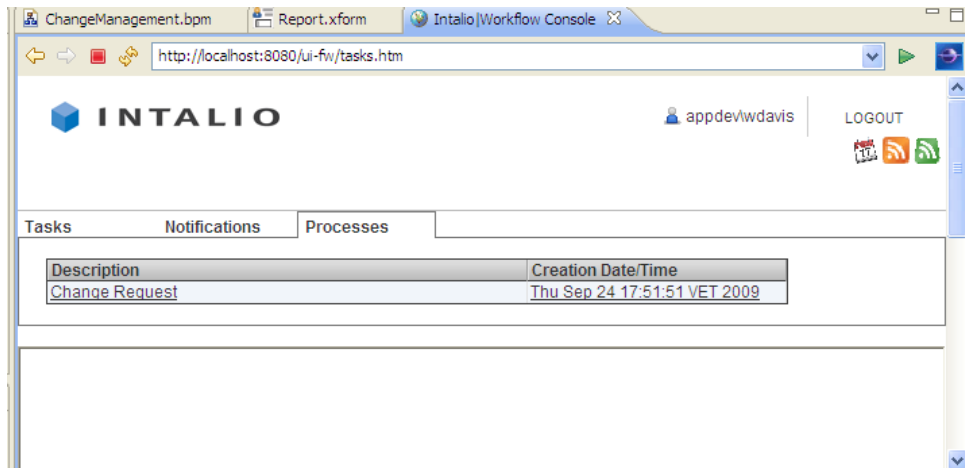 ChangeManagement.bpm Report.xform Intalio|Workflow Console
http://localhost:8080/ui-fw/tasks.htm
INTALIO appdev\wdavis LOGOUT
Tasks Notifications Processes
Description Creation Date/Time
Change Request Thu Sep 24 17:51:51 VET 2009